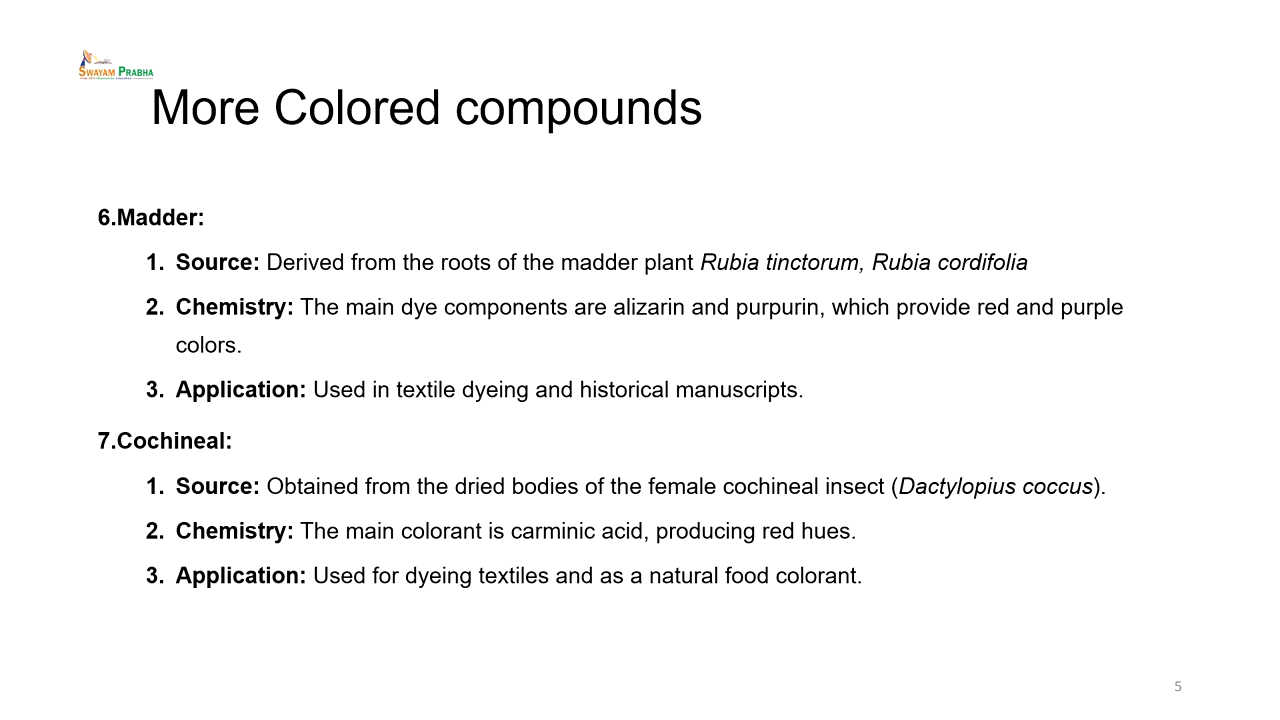 SWAYAM PRABHA
More Colored compounds
6.Madder:
1. Source: Derived from the roots of the madder plant Rubia tinctorum, Rubia cordifolia
2. Chemistry: The main dye components are alizarin and purpurin, which provide red and purple
colors.
3. Application: Used in textile dyeing and historical manuscripts.
7.Cochineal:
1. Source: Obtained from the dried bodies of the female cochineal insect (Dactylopius coccus).
2. Chemistry: The main colorant is carminic acid, producing red hues.
3. Application: Used for dyeing textiles and as a natural food colorant.
5